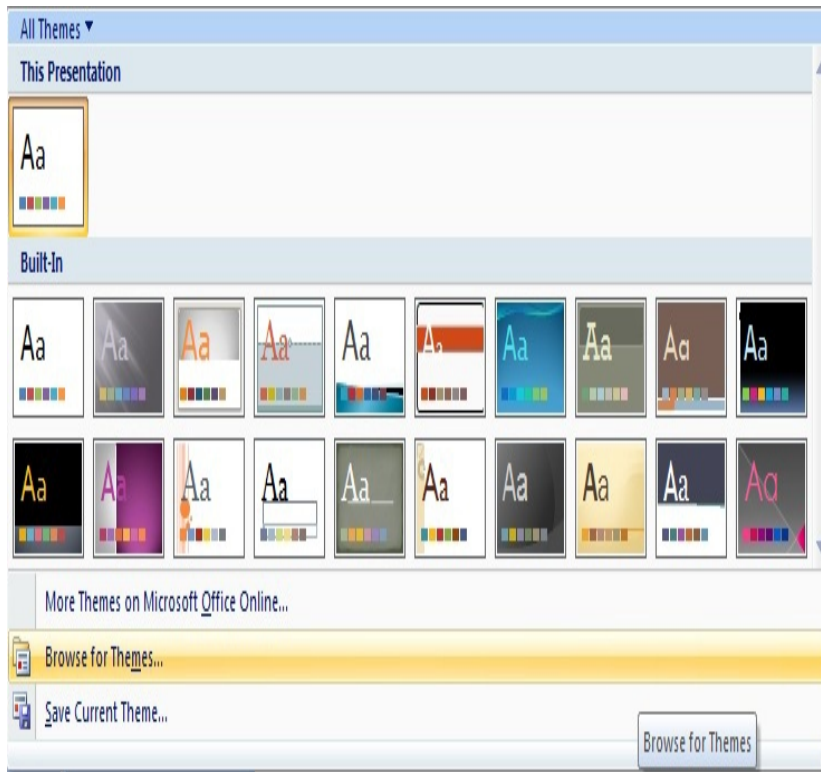 All Themes
This Presentation
Aa
Built-In
Aa Aa Aa Aa Aa Aa Aa Aa Aa Aa
Aa Aa Aa Aa Aa Aa Aa Aa Aa Aa
More Themes on Microsoft Office Online...
Browse for Themes...
Save Current Theme...
Browse for Themes